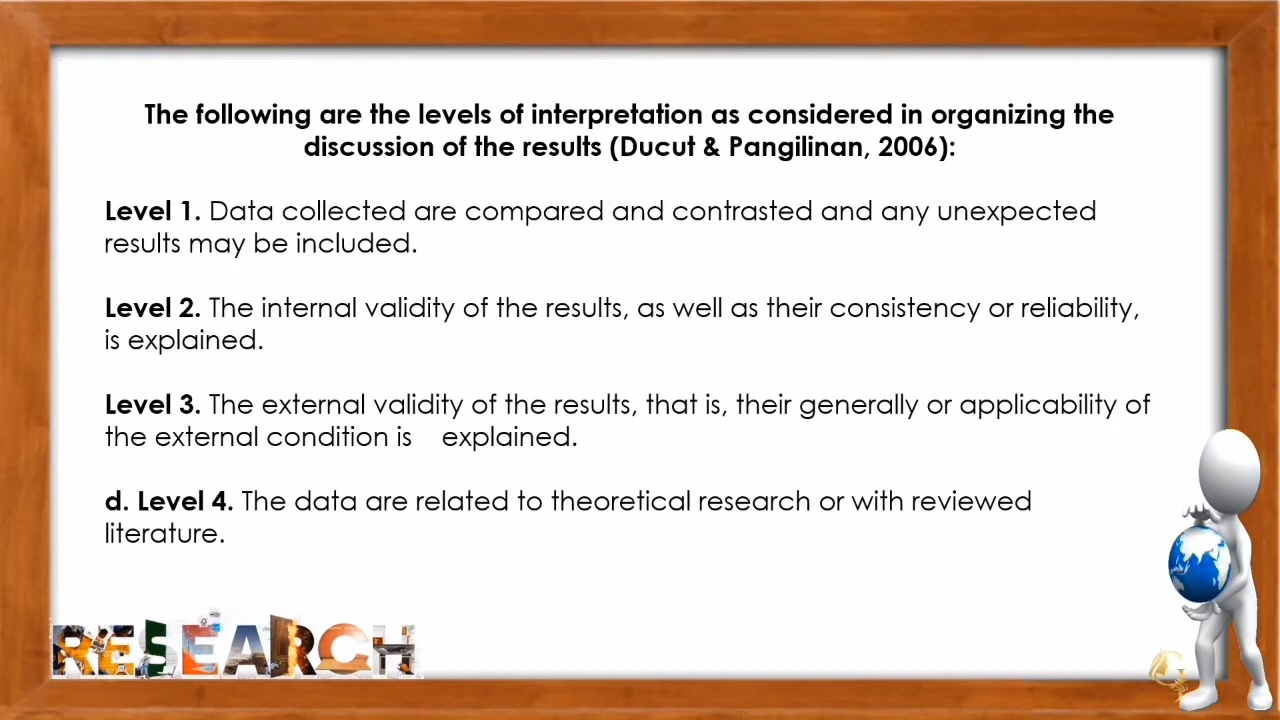 The following are the levels of interpretation as considered in organizing the
discussion of the results (Ducut & Pangilinan, 2006):
Level 1. Data collected are compared and contrasted and any unexpected
results may be included.
Level 2. The internal validity of the results, as well as their consistency or reliability,
is explained.
Level 3. The external validity of the results, that is, their generally or applicability of
the external condition is explained.
d. Level 4. The data are related to theoretical research or with reviewed
literature.
RESEARCH